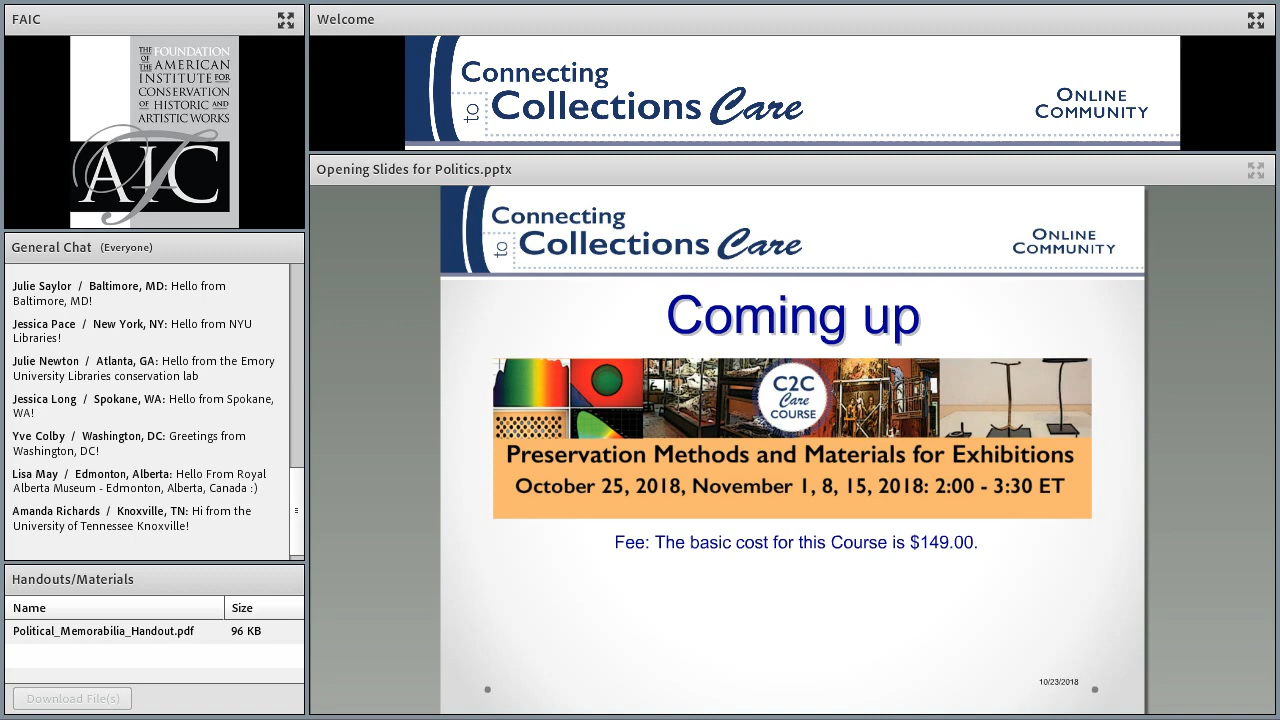 FAIC
THE FOUNDATION
OF THE AMERICAN
INSTITUTE FOR
CONSERVATION
OF HISTORIC AND
ARTISTIC WORKS
FAIC
General Chat (Everyone)
Julie Saylor / Baltimore, MD: Hello from
Baltimore, MD!
Jessica Pace / New York, NY: Hello from NYU
Libraries!
Julie Newton / Atlanta, GA: Hello from the Emory
University Libraries conservation lab
Jessica Long / Spokane, WA: Hello from Spokane,
WA!
Yve Colby / Washington, DC: Greetings from
Washington, DC!
Lisa May / Edmonton, Alberta: Hello From Royal
Alberta Museum - Edmonton, Alberta, Canada :)
Amanda Richards / Knoxville, TN: Hi from the
University of Tennessee Knoxville!
Handouts/Materials
Name Size
Political_Memorabilia_Handout.pdf 96 KB
Download File(s)
Welcome
Connecting
to Collections Care
ONLINE
COMMUNITY
Opening Slides for Politics.pptx
Connecting
to Collections Care
ONLINE
COMMUNITY
Coming up
C2C
Care
COURSE
Preservation Methods and Materials for Exhibitions
October 25, 2018, November 1, 8, 15, 2018: 2:00 - 3:30 ET
Fee: The basic cost for this Course is $149.00.
10/23/2018